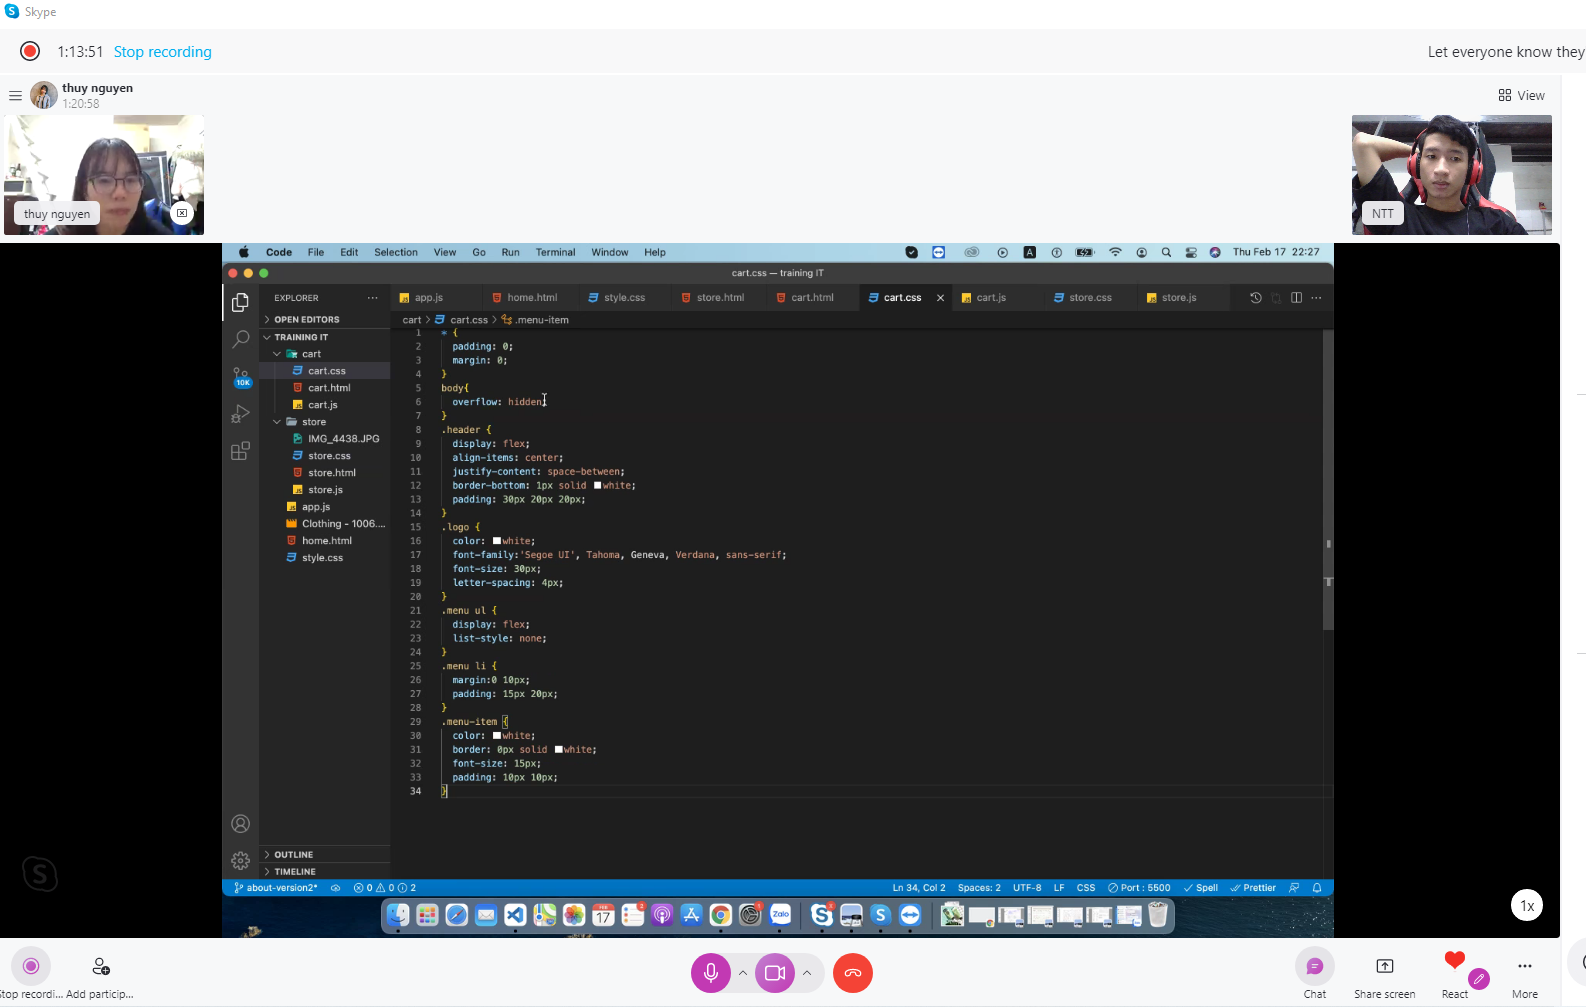 Skype
1:13:51 Stop recording
Let everyone know they
thuy nguyen
1:20:58
View
thuy nguyen
NTT
Code File Edit Selection View Go Run Terminal Window Help
Thu Feb 17 22:27
cart.css — training IT
EXPLORER
app.js home.html style.css store.html cart.html cart.css cart.js store.css store.js
OPEN EDITORS
cart > cart.css > .menu-item
TRAINING IT
cart
cart.css
cart.html
cart.js
store
IMG_4438.JPG
store.css
store.html
store.js
app.js
Clothing - 1006....
home.html
style.css
10K
OUTLINE
TIMELINE
1 * {
2 padding: 0;
3 margin: 0;
4 }
5 body{
6 overflow: hidden;
7 }
8 .header {
9 display: flex;
10 align-items: center;
11 justify-content: space-between;
12 border-bottom: 1px solid white;
13 padding: 30px 20px 20px;
14 }
15 .logo {
16 color: white;
17 font-family:'Segoe UI', Tahoma, Geneva, Verdana, sans-serif;
18 font-size: 30px;
19 letter-spacing: 4px;
20 }
21 .menu ul {
22 display: flex;
23 list-style: none;
24 }
25 .menu li {
26 margin:0 10px;
27 padding: 15px 20px;
28 }
29 .menu-item {
30 color: white;
31 border: 0px solid white;
32 font-size: 15px;
33 padding: 10px 10px;
34 }
about-version2* 0 0 2
Ln 34, Col 2 Spaces: 2 UTF-8 LF CSS Port : 5500 Spell Prettier
FEB
17
Zalo
1x
Stop recordi... Add particip...
Chat Share screen React More